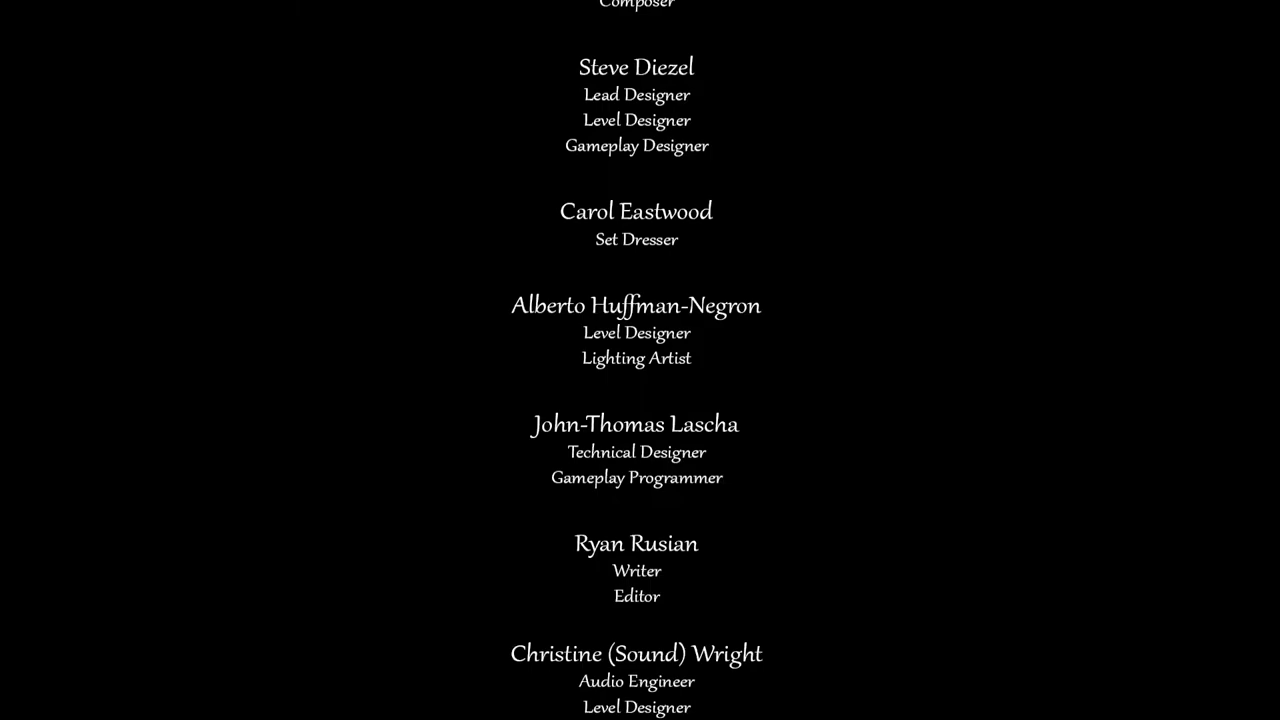 Composer
Steve Diezel
Lead Designer
Level Designer
Gameplay Designer
Carol Eastwood
Set Dresser
Alberto Huffman-Negron
Level Designer
Lighting Artist
John-Thomas Lascha
Technical Designer
Gameplay Programmer
Ryan Rusian
Writer
Editor
Christine (Sound) Wright
Audio Engineer
Level Designer